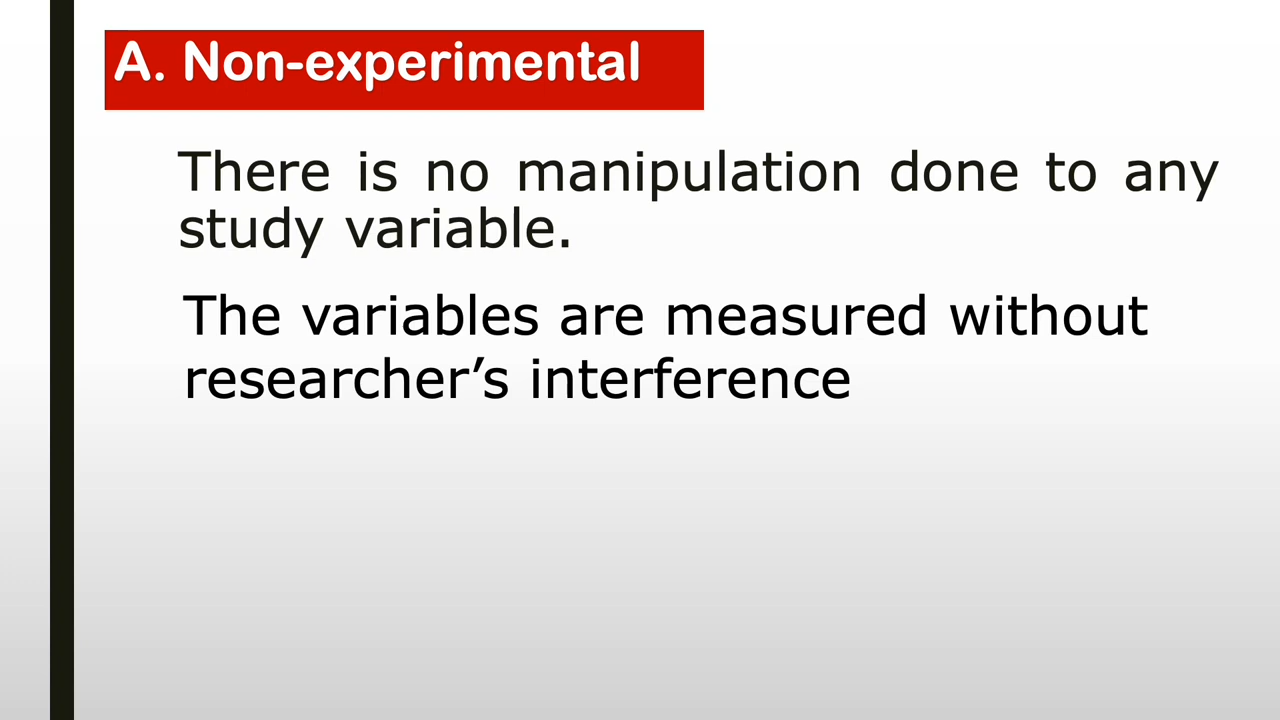 A. Non-experimental
There is no manipulation done to any
study variable.
The variables are measured without
researcher’s interference